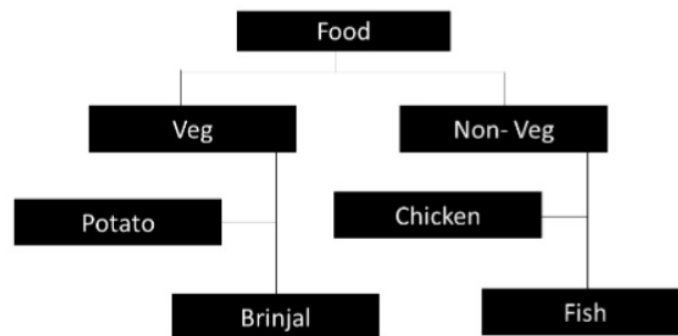 Food
Veg
Non- Veg
Potato
Chicken
Brinjal
Fish